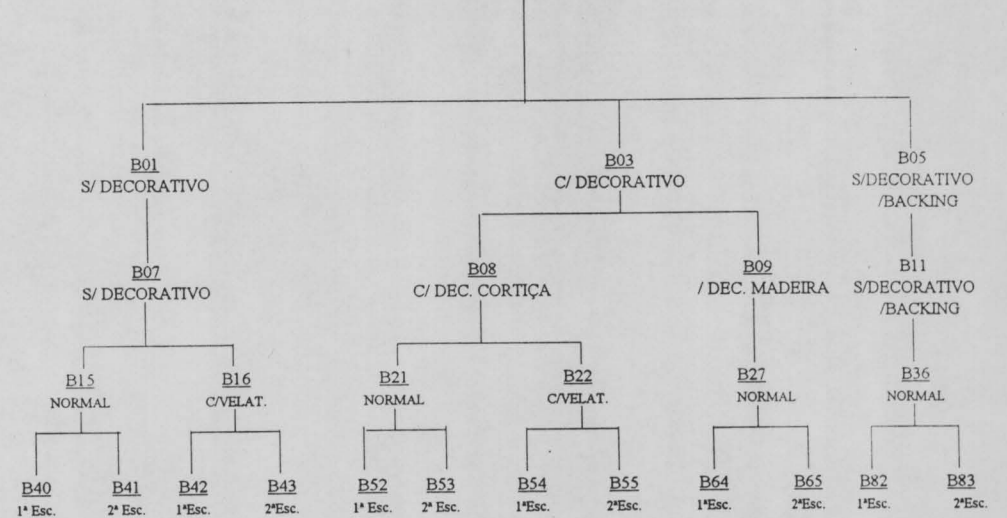 B01
S/ DECORATIVO
B03
C/ DECORATIVO
B05
S/DECORATIVO
/BACKING
B07
S/ DECORATIVO
B08
C/ DEC. CORTIÇA
B09
/ DEC. MADEIRA
B11
S/DECORATIVO
/BACKING
B15
NORMAL
B16
C/VELAT.
B21
NORMAL
B22
C/VELAT.
B27
NORMAL
B36
NORMAL
B40
1ª Esc.
B41
2ª Esc.
B42
1ªEsc.
B43
2ªEsc.
B52
1ª Esc.
B53
2ª Esc.
B54
1ªEsc.
B55
2ªEsc.
B64
1ªEsc.
B65
2ªEsc.
B82
1ªEsc.
B83
2ªEsc.